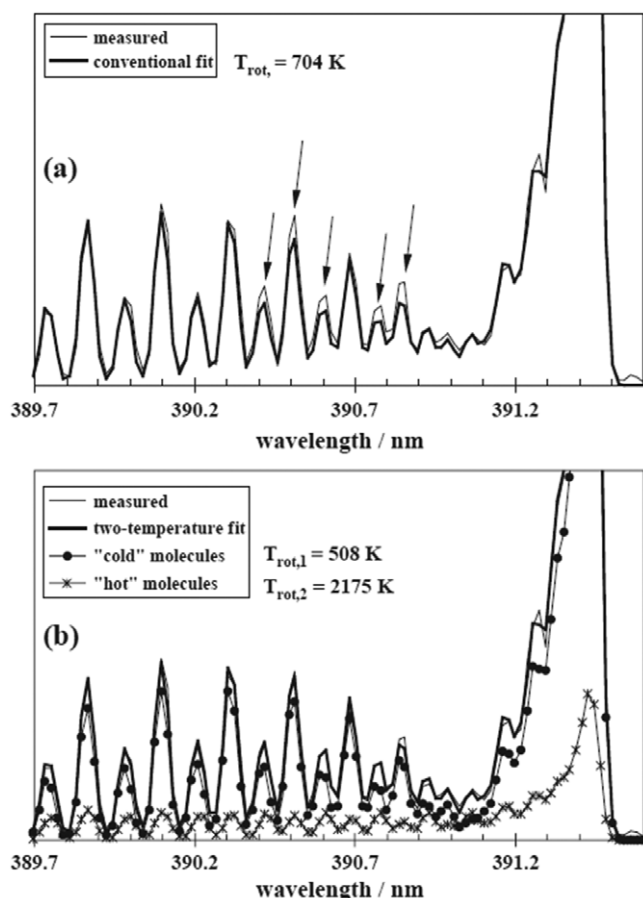 measured
conventional fit
T_rot, = 704 K
(a)
389.7 390.2 390.7 391.2
wavelength / nm
measured
two-temperature fit
"cold" molecules
"hot" molecules
T_rot,1 = 508 K
T_rot,2 = 2175 K
(b)
389.7 390.2 390.7 391.2
wavelength / nm